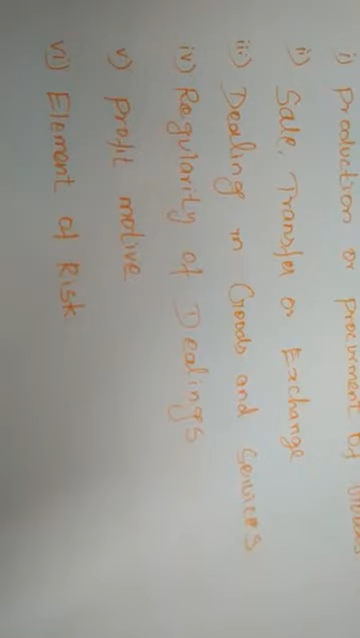 i) Production or procurment of
ii) Sale, Transfer or Exchange
iii) Dealing in Goods and Services
iv) Regularity of Dealings
v) Profit motive
vi) Element of Risk